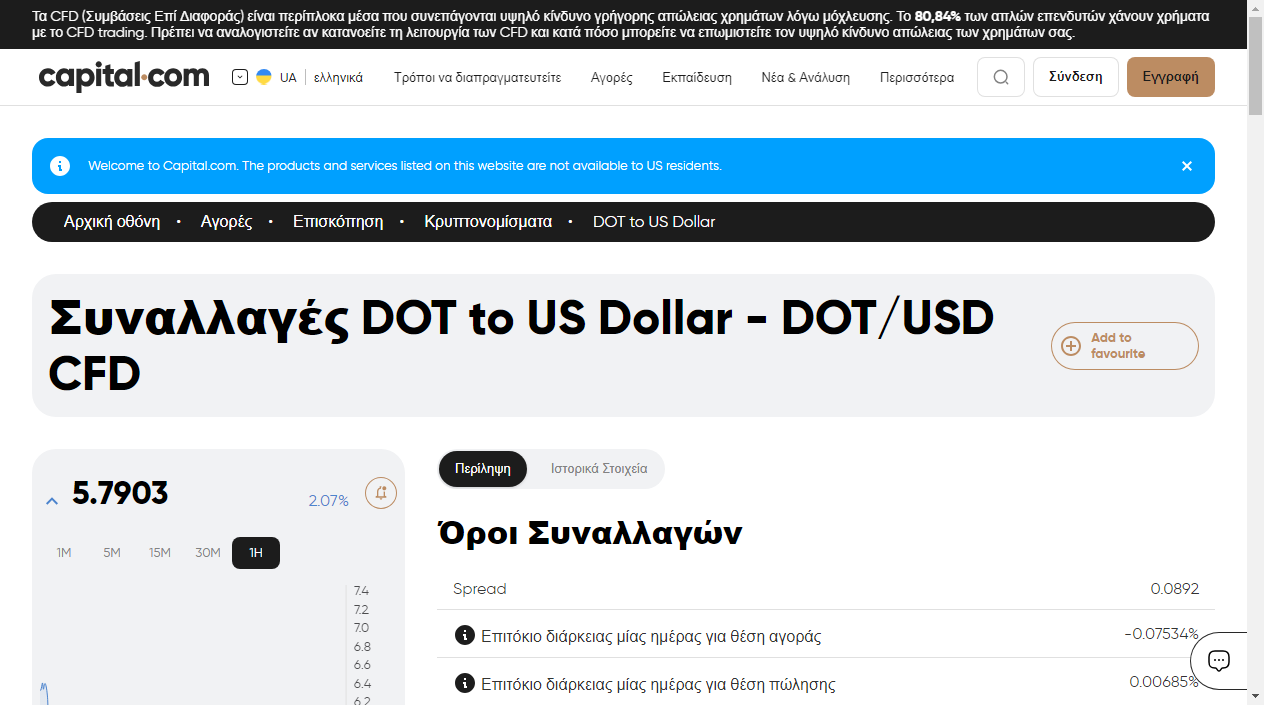 Τα CFD (Συμβάσεις Επί Διαφοράς) είναι περίπλοκα μέσα που συνεπάγονται υψηλό κίνδυνο γρήγορης απώλειας χρημάτων λόγω μόχλευσης. Το 80,84% των απλών επενδυτών χάνουν χρήματα
με το CFD trading. Πρέπει να αναλογιστείτε αν κατανοείτε τη λειτουργία των CFD και κατά πόσο μπορείτε να επωμιστείτε τον υψηλό κίνδυνο απώλειας των χρημάτων σας.
capital.com UA ελληνικά Τρόποι να διαπραγματευτείτε Αγορές Εκπαίδευση Νέα & Ανάλυση Περισσότερα Σύνδεση Εγγραφή
Welcome to Capital.com. The products and services listed on this website are not available to US residents.
Αρχική οθόνη • Αγορές • Επισκόπηση • Κρυπτονομίσματα • DOT to US Dollar
Συναλλαγές DOT to US Dollar - DOT/USD
CFD
Add to
favourite
5.7903 2.07%
1M 5M 15M 30M 1H
7.4
7.2
7.0
6.8
6.6
6.4
6.2
Περίληψη Ιστορικά Στοιχεία
Όροι Συναλλαγών
Spread 0.0892
Επιτόκιο διάρκειας μίας ημέρας για θέση αγοράς -0.07534%
Επιτόκιο διάρκειας μίας ημέρας για θέση πώλησης 0.00685%